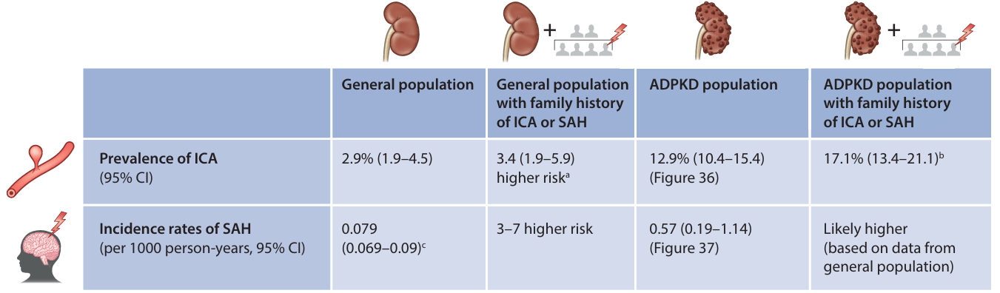 +
+
General population
General population
with family history
of ICA or SAH
ADPKD population
ADPKD population
with family history
of ICA or SAH
Prevalence of ICA
(95% CI)
2.9% (1.9–4.5)
3.4 (1.9–5.9)
higher riskᵃ
12.9% (10.4–15.4)
(Figure 36)
17.1% (13.4–21.1)ᵇ
Incidence rates of SAH
(per 1000 person-years, 95% CI)
0.079
(0.069–0.09)ᶜ
3–7 higher risk
0.57 (0.19–1.14)
(Figure 37)
Likely higher
(based on data from
general population)